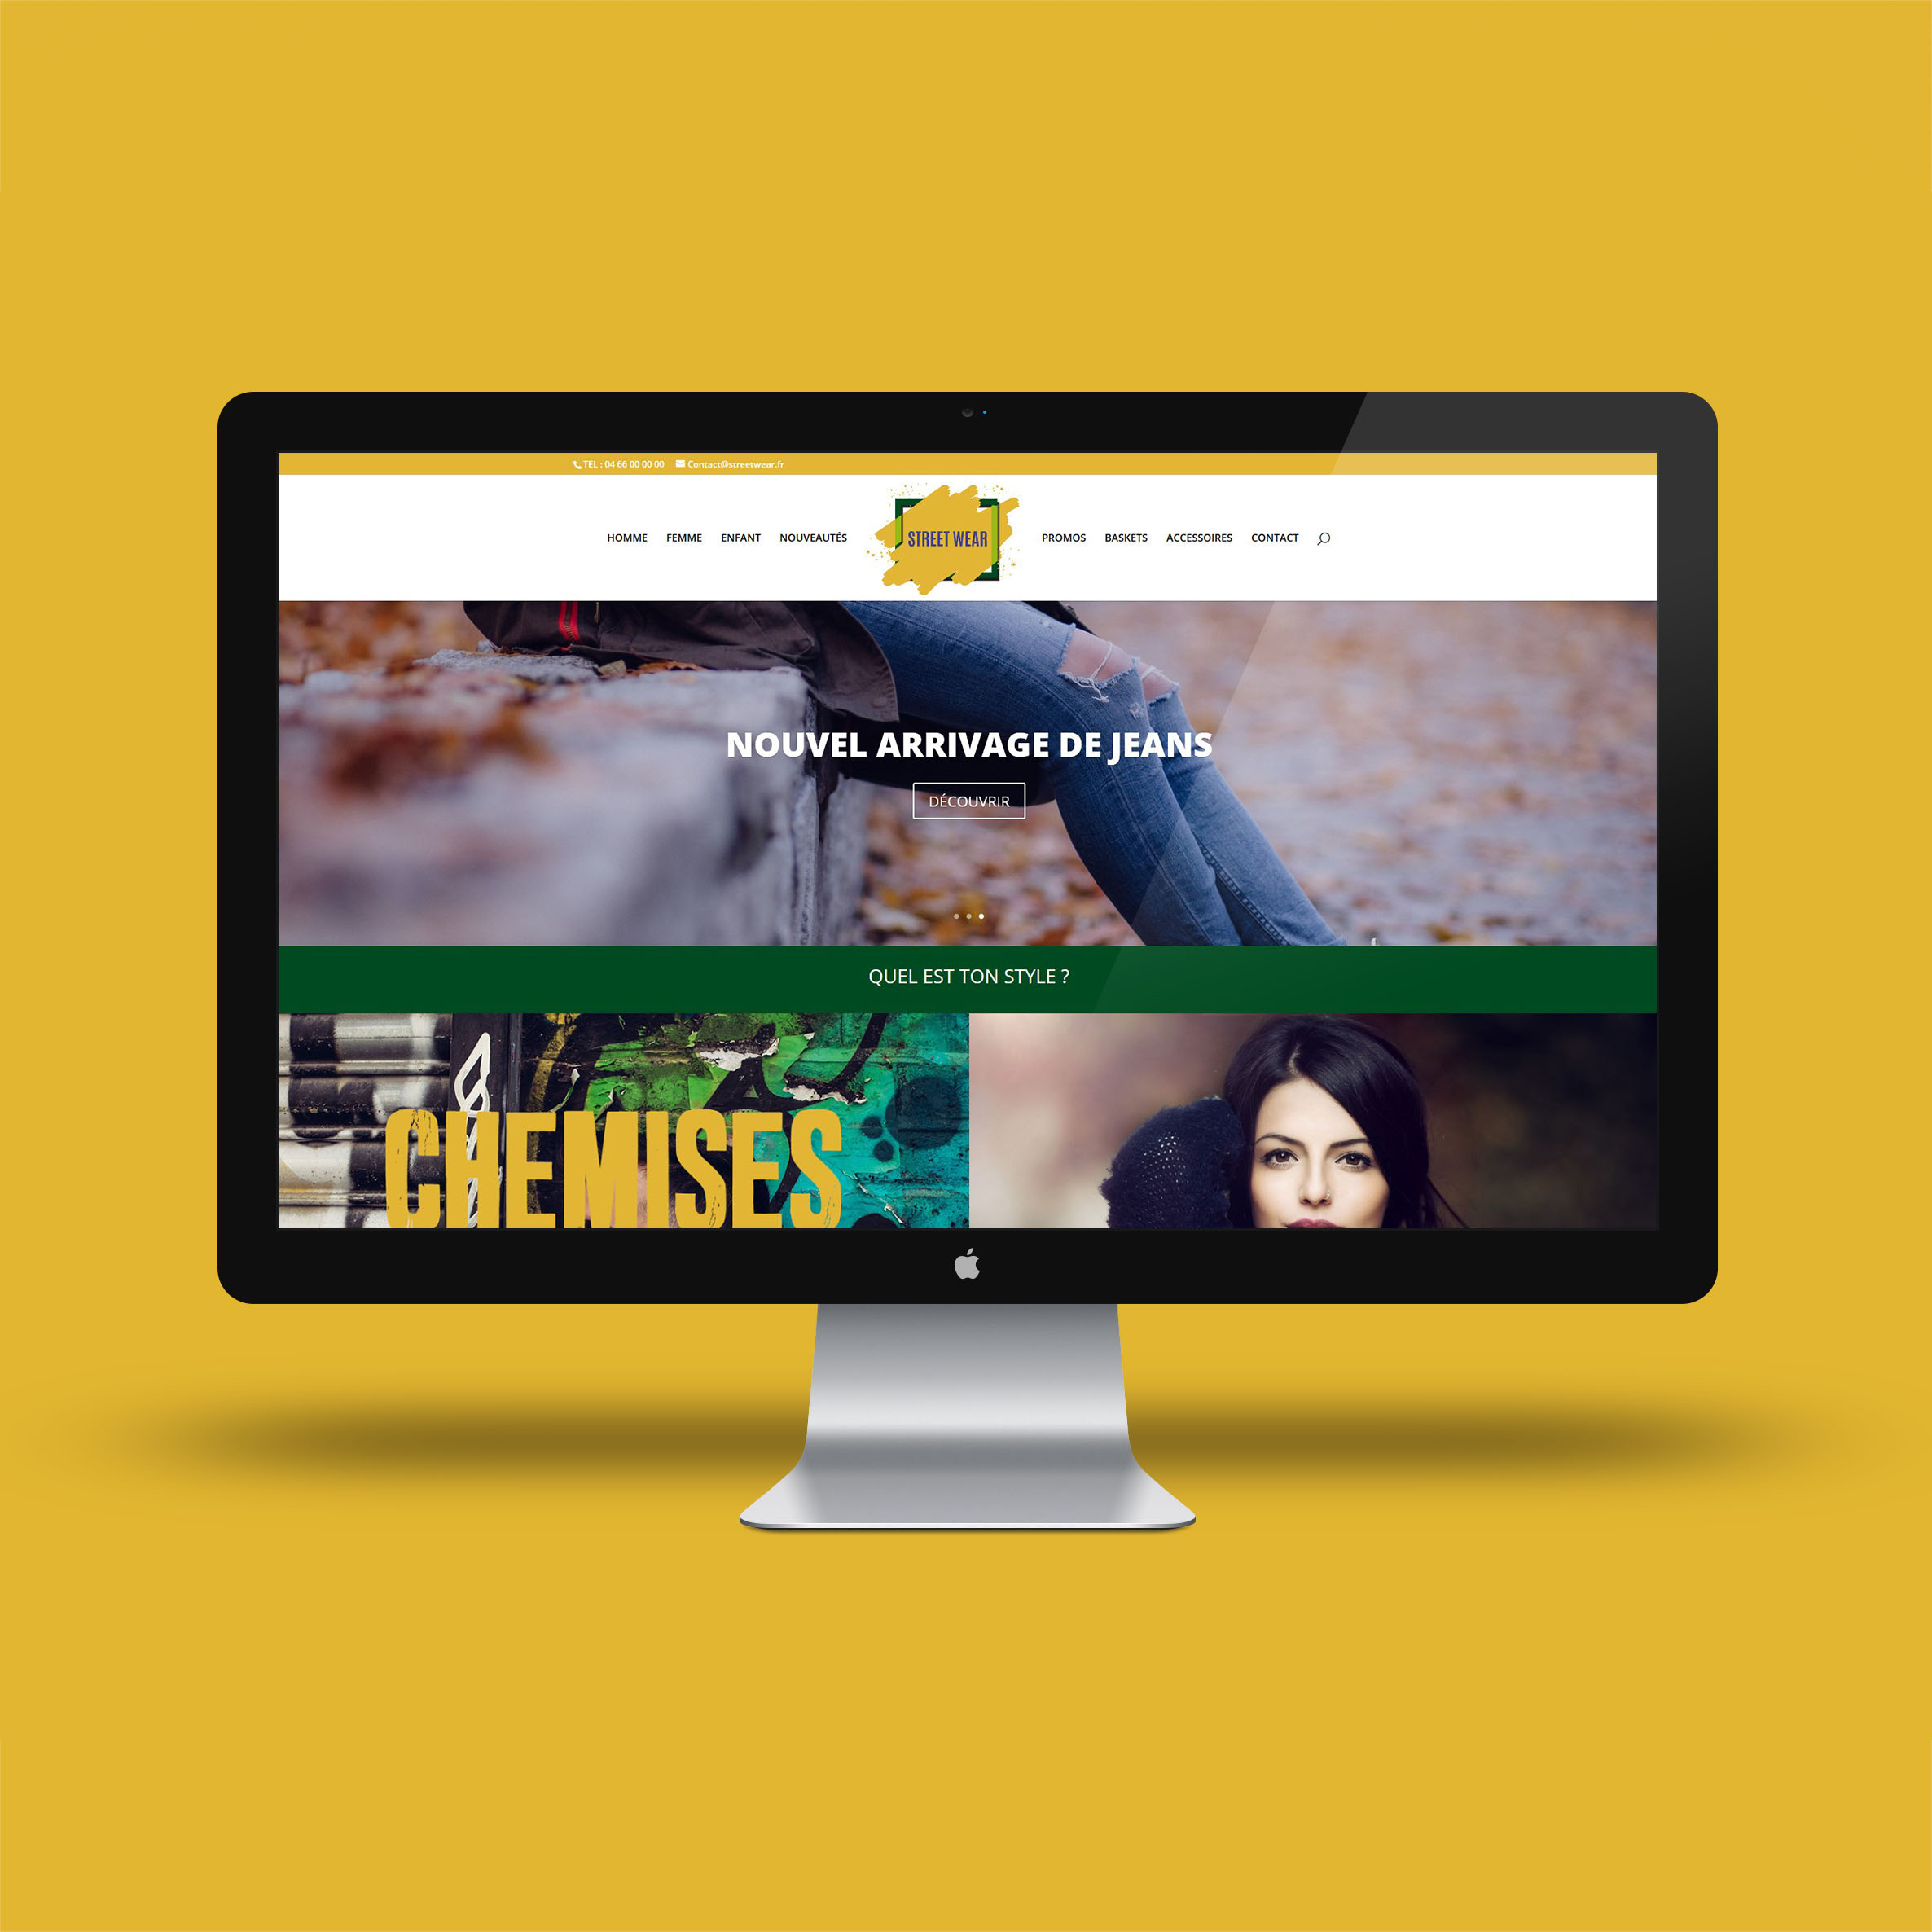 TEL : 04 66 00 00 00 Contact@streetwear.fr
HOMME FEMME ENFANT NOUVEAUTÉS STREET WEAR PROMOS BASKETS ACCESSOIRES CONTACT
NOUVEL ARRIVAGE DE JEANS
DÉCOUVRIR
QUEL EST TON STYLE ?
CHEMISES